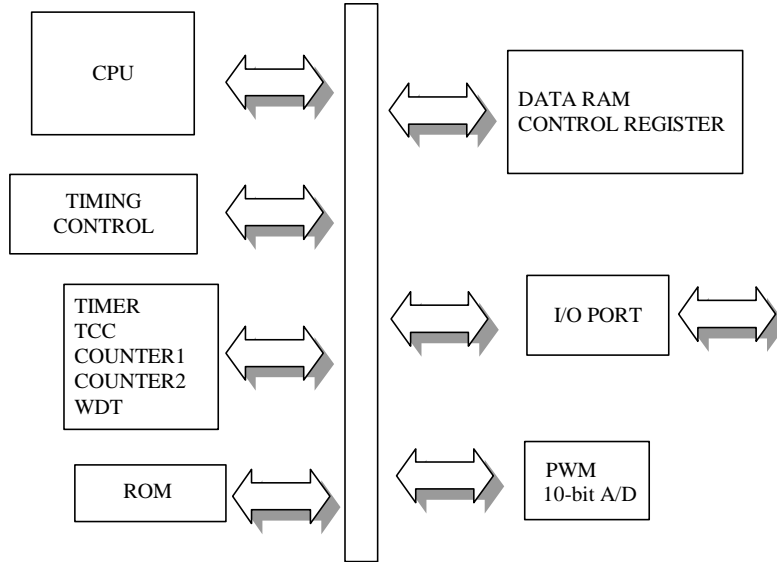 CPU
TIMING
CONTROL
TIMER
TCC
COUNTER1
COUNTER2
WDT
ROM
DATA RAM
CONTROL REGISTER
I/O PORT
PWM
10-bit A/D